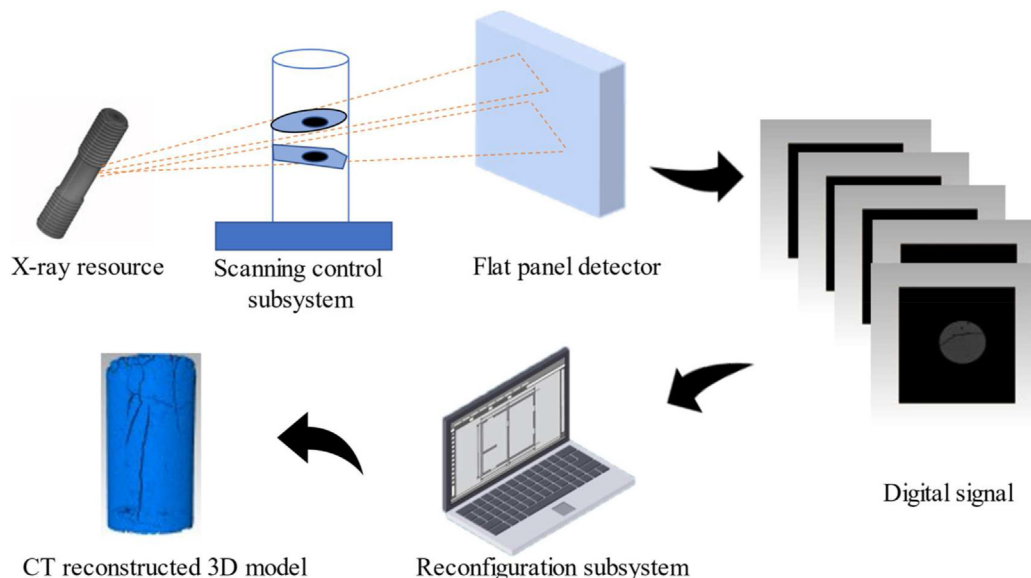 X-ray resource
Scanning control
subsystem
Flat panel detector
Digital signal
CT reconstructed 3D model
Reconfiguration subsystem